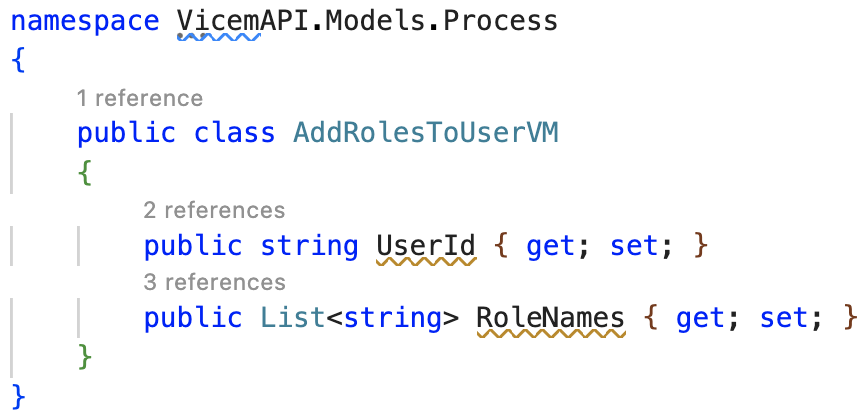 namespace VicemAPI.Models.Process
{
1 reference
public class AddRolesToUserVM
{
2 references
public string UserId { get; set; }
3 references
public List<string> RoleNames { get; set; }
}
}